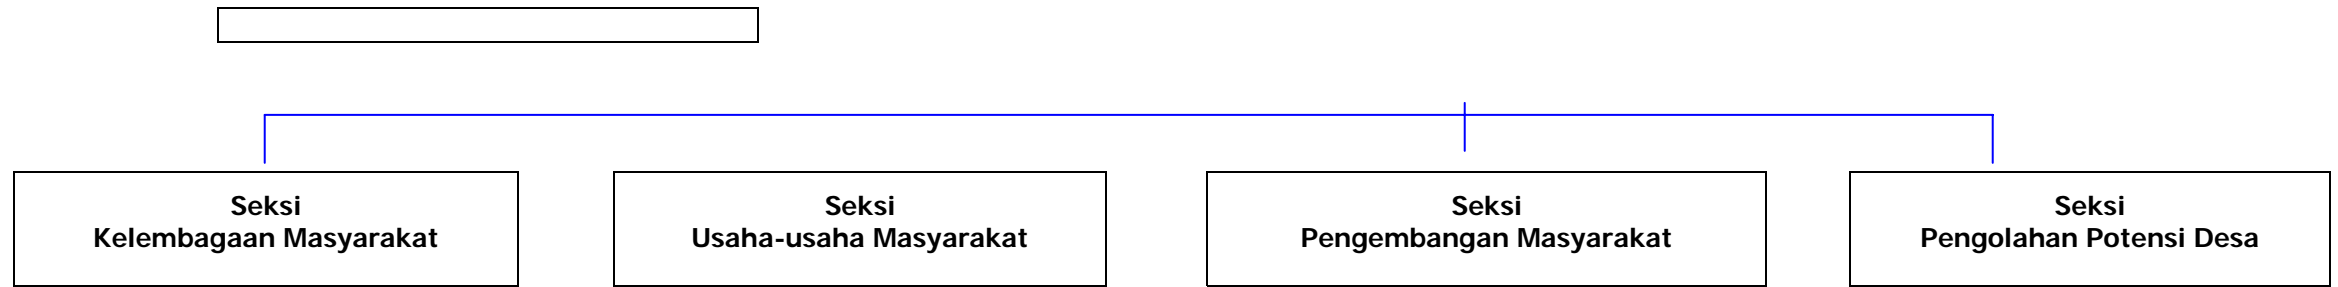 Seksi
Kelembagaan Masyarakat
Seksi
Usaha-usaha Masyarakat
Seksi
Pengembangan Masyarakat
Seksi
Pengolahan Potensi Desa